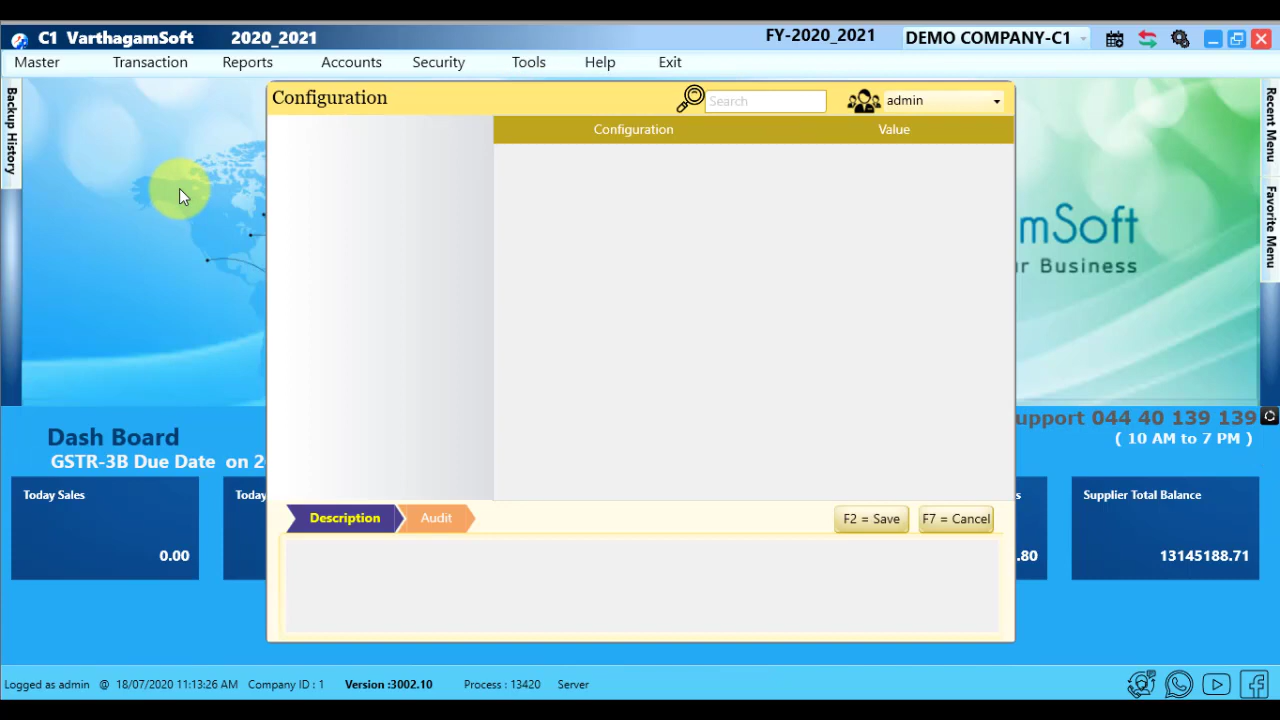 C1 VarthagamSoft 2020_2021 FY-2020_2021 DEMO COMPANY-C1
Master Transaction Reports Accounts Security Tools Help Exit
Backup History
Configuration Search admin
Configuration Value
Recent Menu
Favorite Menu
mSoft
r Business
upport 044 40 139 139
( 10 AM to 7 PM )
Dash Board
GSTR-3B Due Date on 2
Today Sales
0.00
Toda
s
.80
Supplier Total Balance
13145188.71
Description Audit F2 = Save F7 = Cancel
Logged as admin @ 18/07/2020 11:13:26 AM Company ID : 1 Version :3002.10 Process : 13420 Server